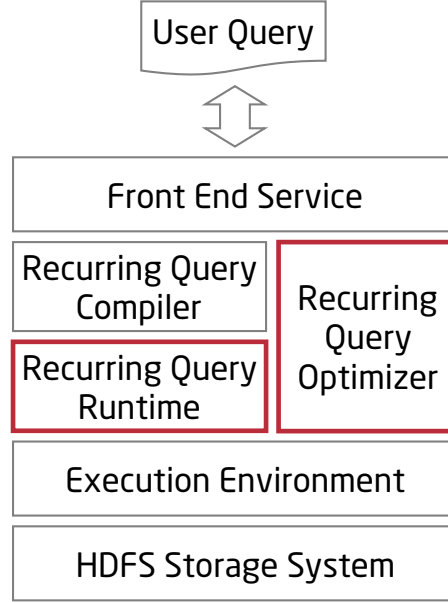 User Query
Front End Service
Recurring Query
Compiler
Recurring Query
Runtime
Recurring
Query
Optimizer
Execution Environment
HDFS Storage System